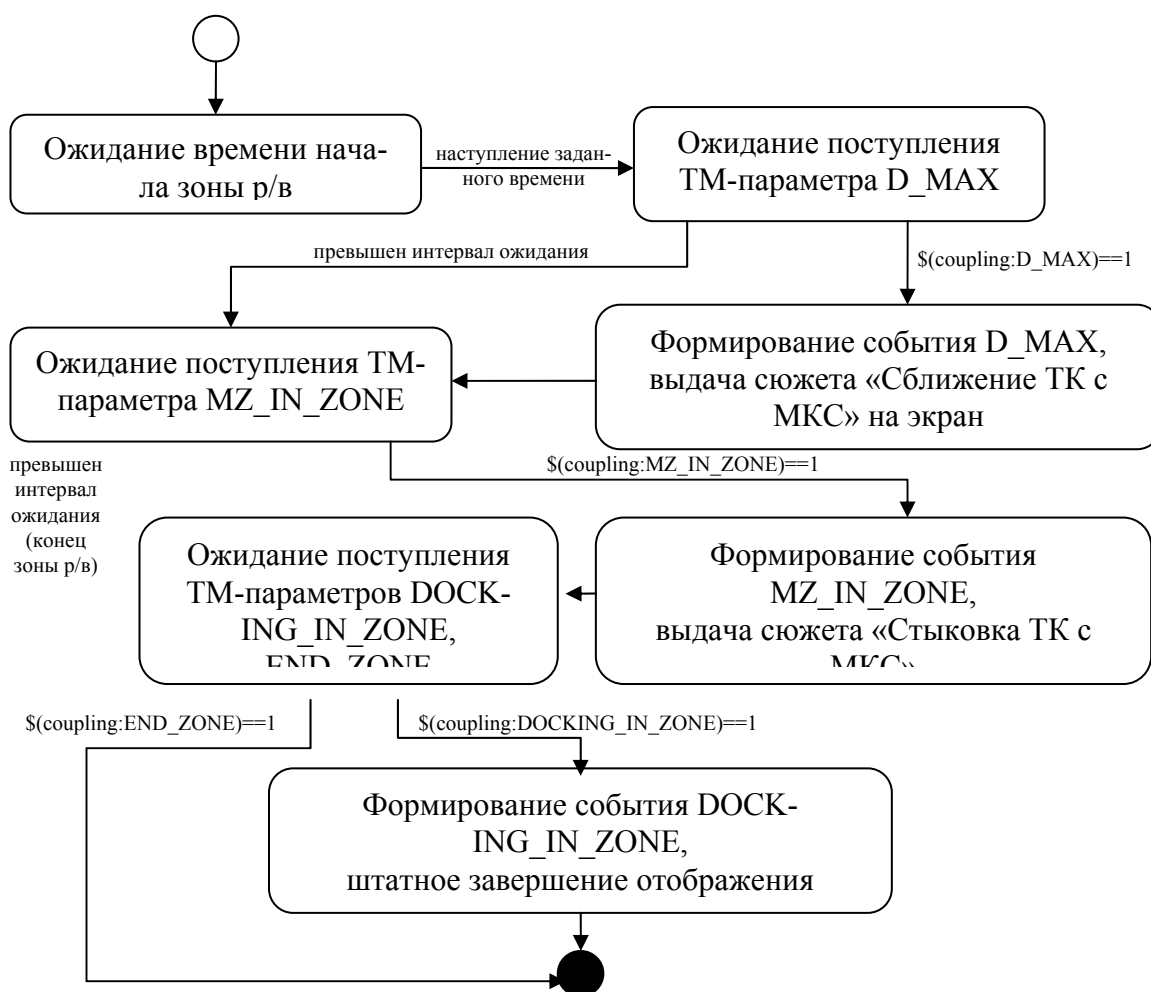 Ожидание времени нача-
ла зоны р/в
наступление задан-
ного времени
Ожидание поступления
ТМ-параметра D_MAX
превышен интервал ожидания
$(coupling:D_MAX)==1
Ожидание поступления ТМ-
параметра MZ_IN_ZONE
Формирование события D_MAX,
выдача сюжета «Сближение ТК с
МКС» на экран
$(coupling:MZ_IN_ZONE)==1
превышен
интервал
ожидания
(конец
зоны р/в)
Ожидание поступления
ТМ-параметров DOCK-
ING_IN_ZONE,
END_ZONE
Формирование события
MZ_IN_ZONE,
выдача сюжета «Стыковка ТК с
МКС»
$(coupling:END_ZONE)==1
$(coupling:DOCKING_IN_ZONE)==1
Формирование события DOCK-
ING_IN_ZONE,
штатное завершение отображения